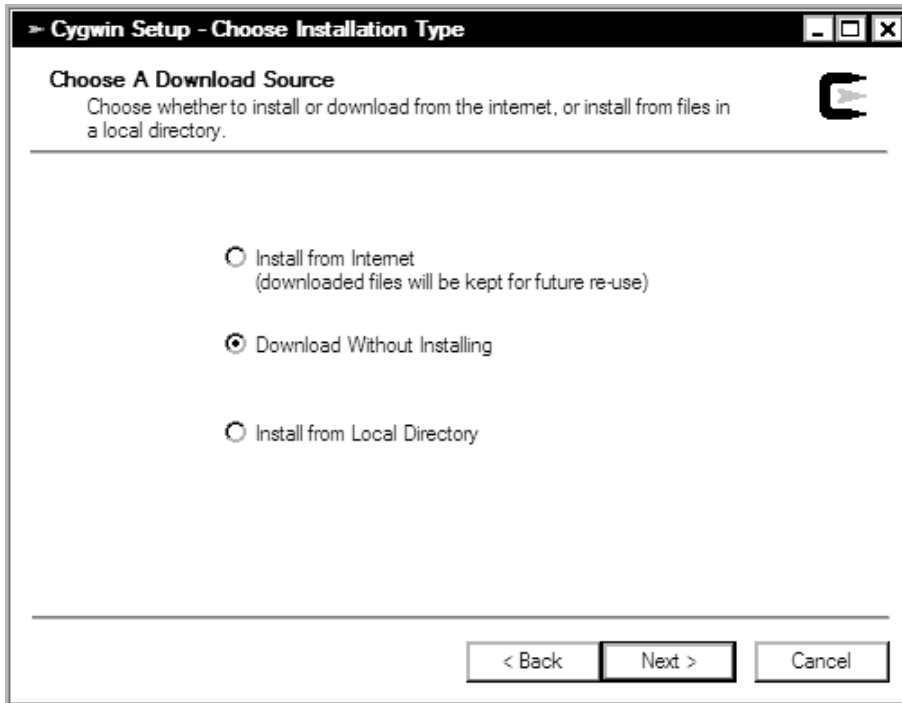 Cygwin Setup - Choose Installation Type
Choose A Download Source
Choose whether to install or download from the internet, or install from files in
a local directory.
Install from Internet
(downloaded files will be kept for future re-use)
Download Without Installing
Install from Local Directory
< Back Next > Cancel